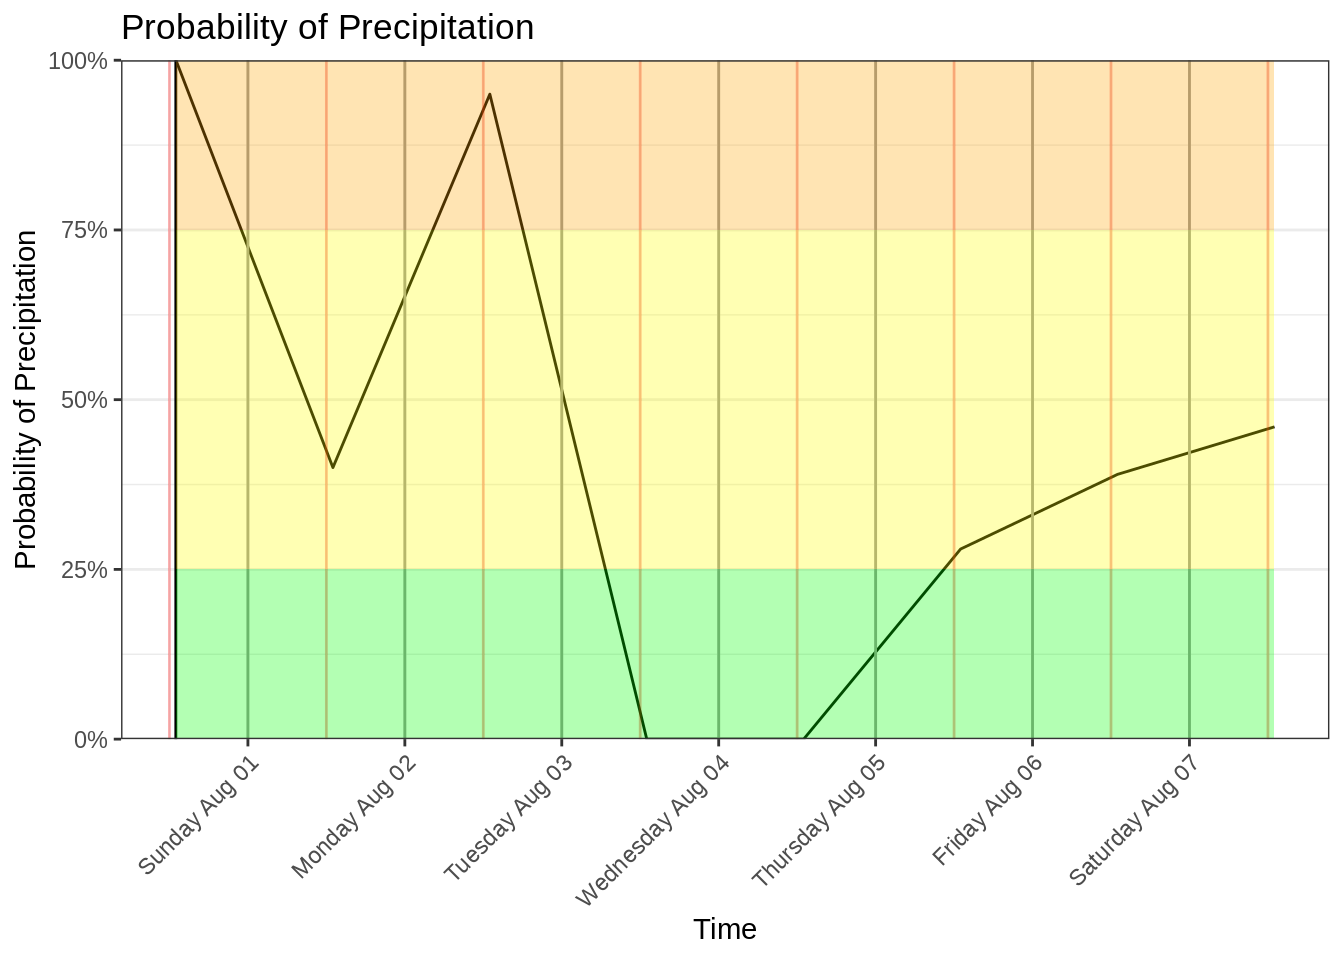 Probability of Precipitation
Probability of Precipitation
100%
75%
50%
25%
0%
Sunday Aug 01
Monday Aug 02
Tuesday Aug 03
Wednesday Aug 04
Thursday Aug 05
Friday Aug 06
Saturday Aug 07
Time